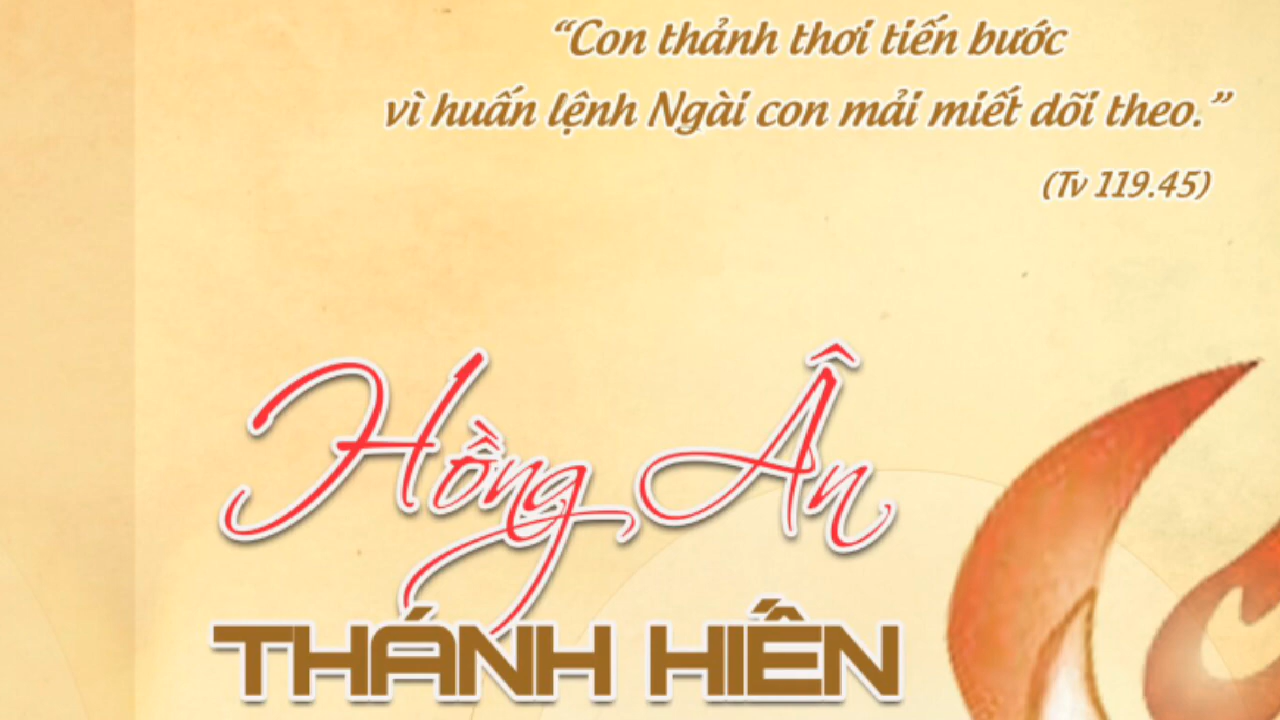 “Con thảnh thơi tiến bước
vì huấn lệnh Ngài con mải miết dõi theo.”
(Tv 119.45)
Hồng Ân
THÁNH HIẾN